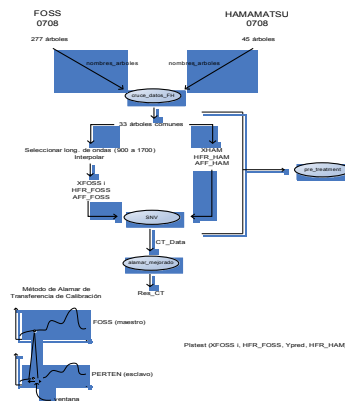 FOSS
0708
HAMAMATSU
0708
277 árboles
45 árboles
nombres_arboles
nombres_arboles
cruce_datos_FH
33 árboles comunes
Seleccionar long. de ondas (900 a 1700)
Interpolar
XHAM
HFR_HAM
AFF_HAM
pre_treatment
XFOSS i
HFR_FOSS
AFF_FOSS
SNV
CT_Data
alamar_mejorado
Res_CT
Método de Alamar de
Transferencia de Calibración
FOSS (maestro)
PERTEN (esclavo)
ventana
Plstest (XFOSS i, HFR_FOSS, Ypred, HFR_HAM)